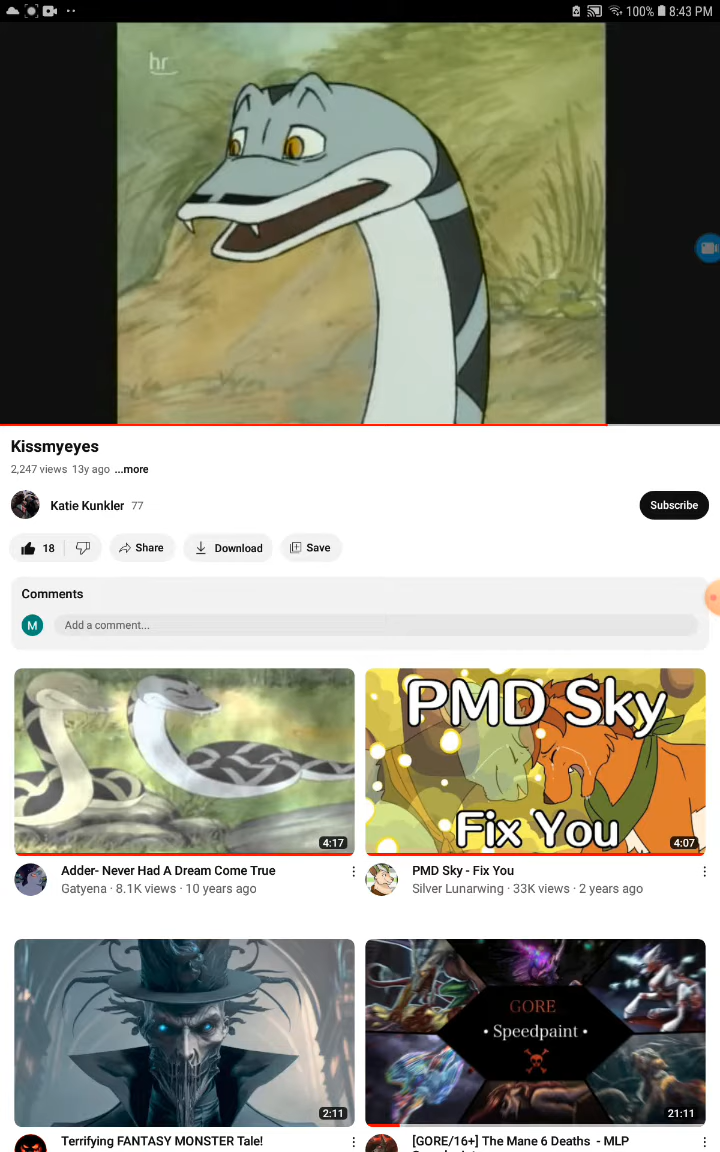 100% 8:43 PM
hr
Kissmyeyes
2,247 views 13y ago ...more
Katie Kunkler 77
Subscribe
18
Share
Download
Save
Comments
M
Add a comment...
PMD Sky
Fix You
4:17
4:07
Adder- Never Had A Dream Come True
Gatyena · 8.1K views · 10 years ago
PMD Sky - Fix You
Silver Lunarwing · 33K views · 2 years ago
GORE
• Speedpaint •
2:11
21:11
Terrifying FANTASY MONSTER Tale!
[GORE/16+] The Mane 6 Deaths - MLP